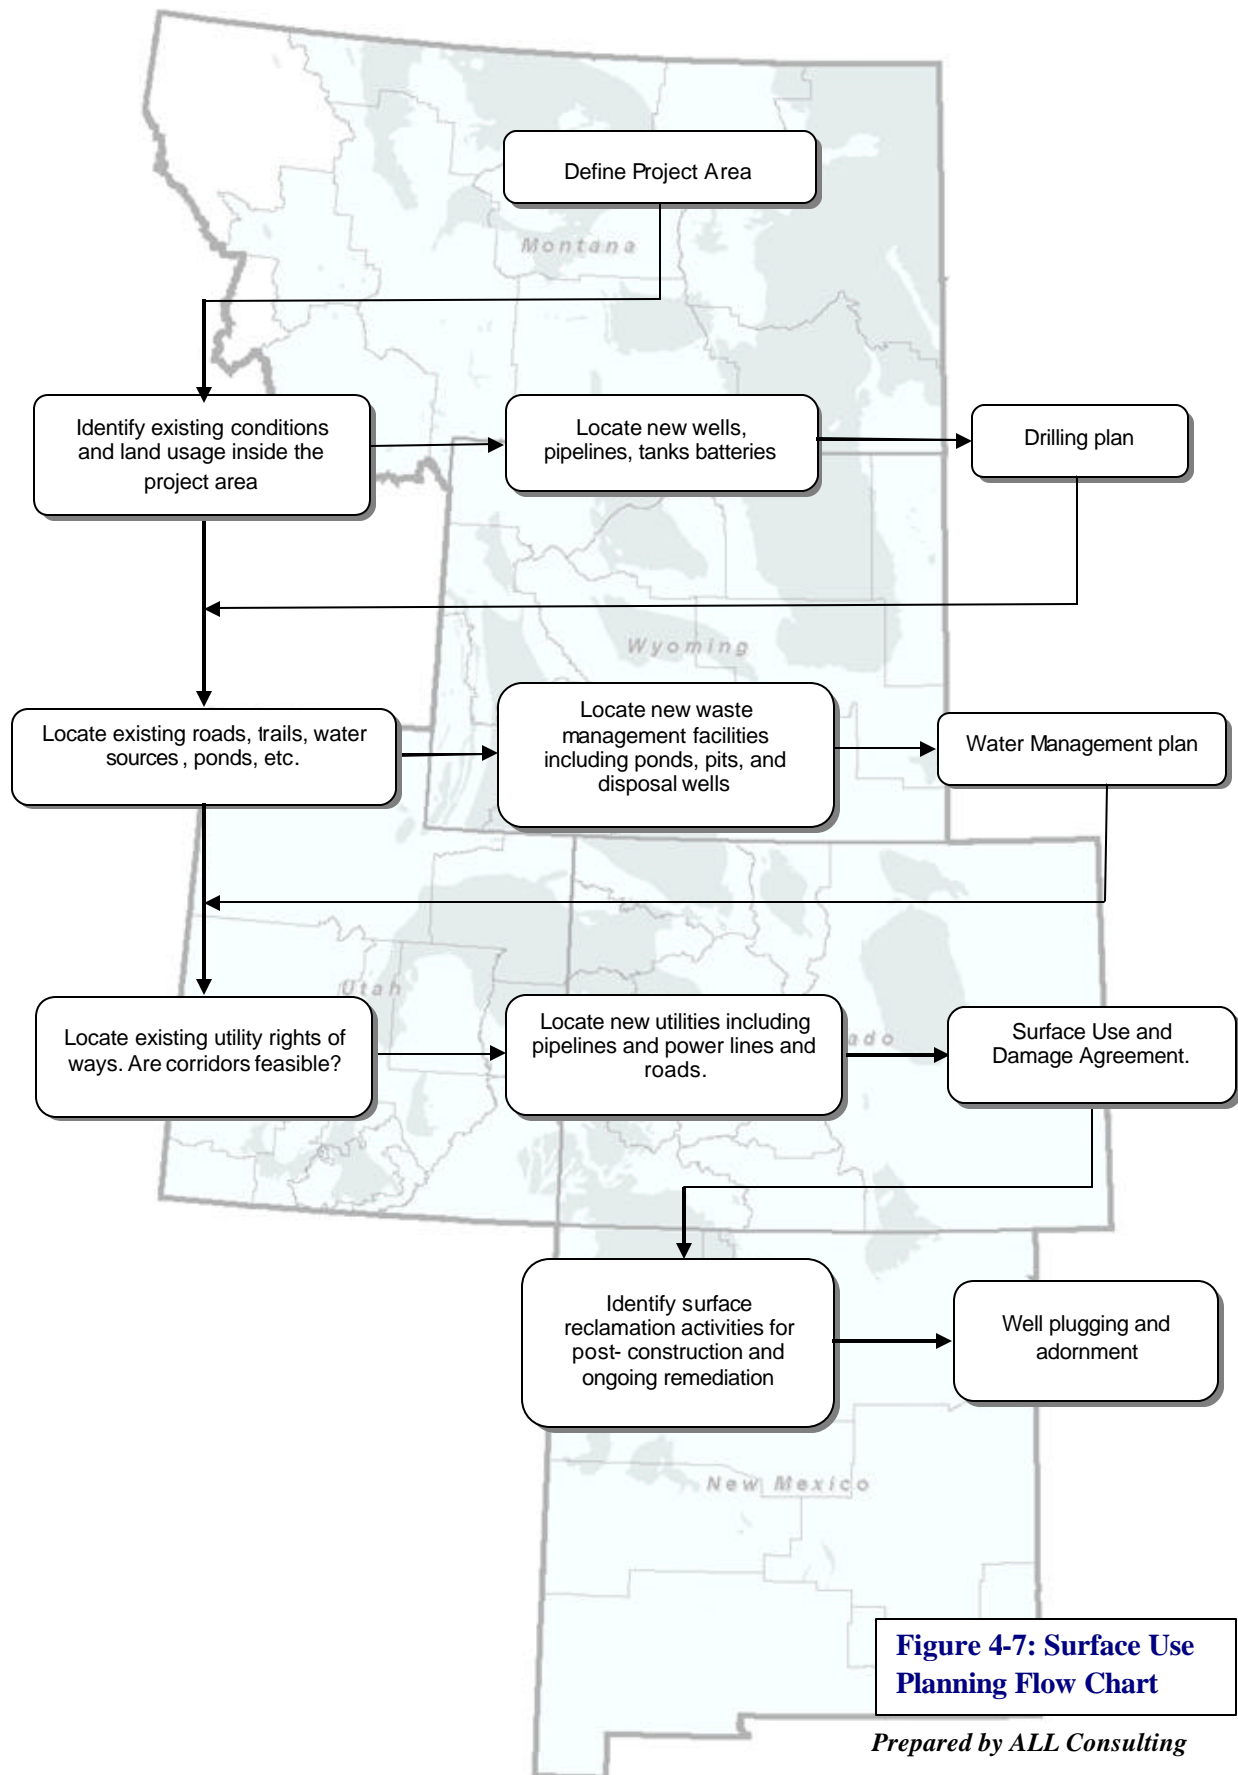 Define Project Area
Montana
Identify existing conditions
and land usage inside the
project area
Locate new wells,
pipelines, tanks batteries
Drilling plan
Wyoming
Locate existing roads, trails, water
sources, ponds, etc.
Locate new waste
management facilities
including ponds, pits, and
disposal wells
Water Management plan
Utah
Locate existing utility rights of
ways. Are corridors feasible?
Locate new utilities including
pipelines and power lines and
roads.
ado
Surface Use and
Damage Agreement.
Identify surface
reclamation activities for
post- construction and
ongoing remediation
Well plugging and
adornment
New Mexico
Figure 4-7: Surface Use
Planning Flow Chart
Prepared by ALL Consulting